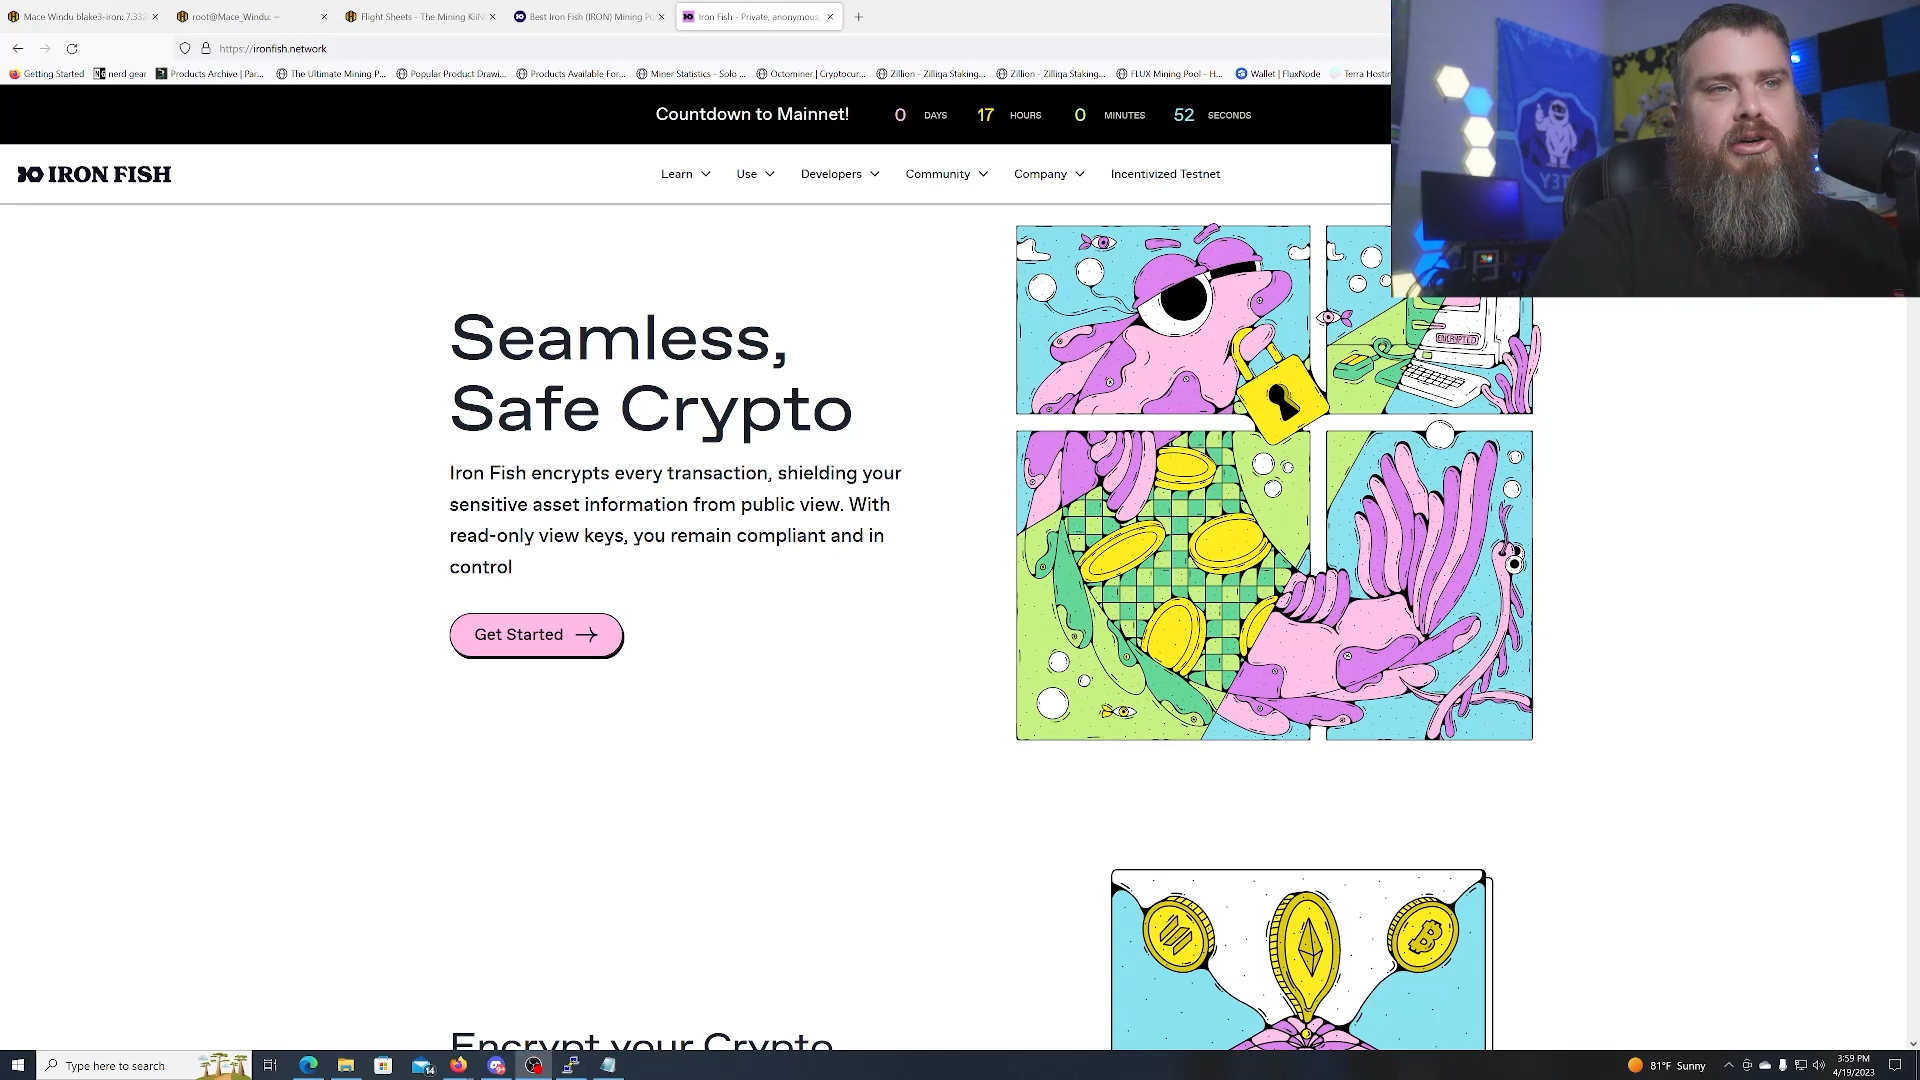 Mace Windu blake3-iron: 7.33
root@Mace_Windu: ~
Flight Sheets - The Mining KiiN
Best Iron Fish (IRON) Mining Po
Iron Fish - Private, anonymous,
https://ironfish.network
Getting Started
nerd gear
Products Archive | Par...
The Ultimate Mining P...
Popular Product Drawi...
Products Available For...
Miner Statistics - Solo ...
Octominer | Cryptocur...
Zillion - Zilliqa Staking...
Zillion - Zilliqa Staking...
FLUX Mining Pool - H...
Wallet | FluxNode
Terra Hostin
Countdown to Mainnet! 0 DAYS 17 HOURS 0 MINUTES 52 SECONDS
IRON FISH
Learn
Use
Developers
Community
Company
Incentivized Testnet
ENCRYPTED
Seamless,
Safe Crypto
Iron Fish encrypts every transaction, shielding your
sensitive asset information from public view. With
read-only view keys, you remain compliant and in
control
Get Started
Encrypt your Crypto
Type here to search
14
81°F Sunny
3:59 PM
4/19/2023